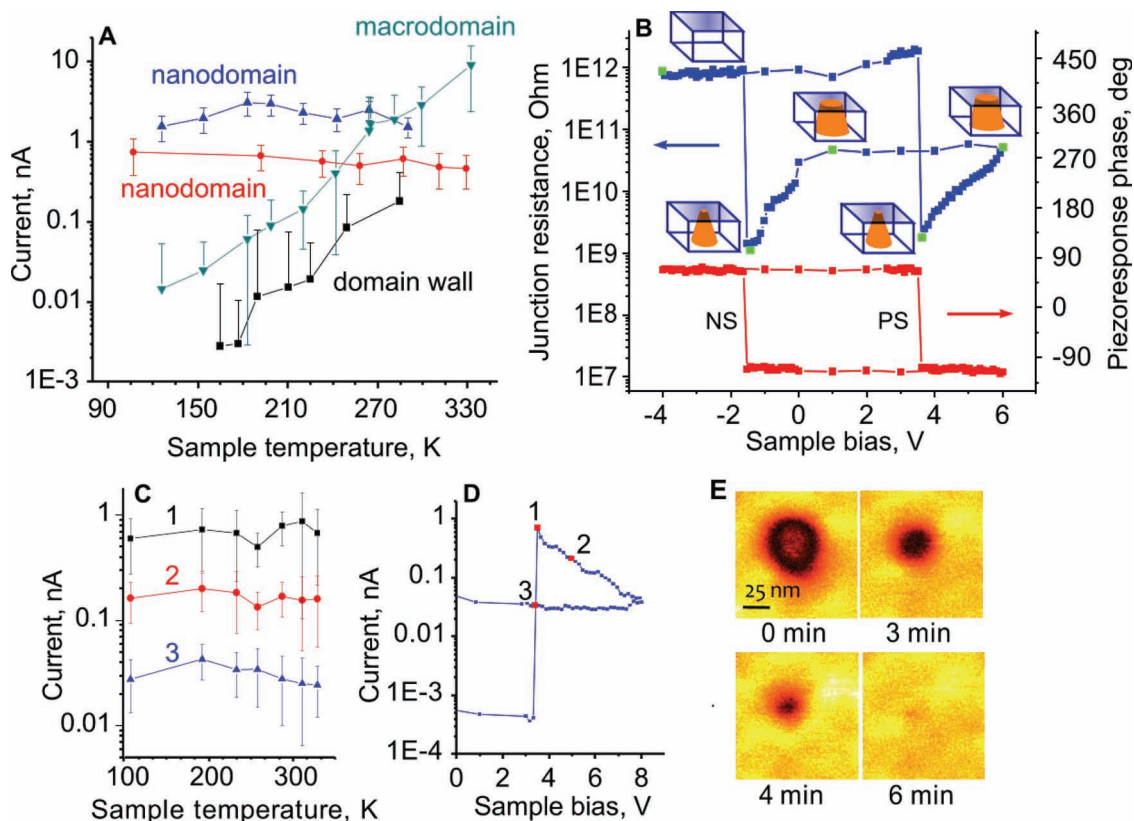 A
macrodomain
nanodomain
nanodomain
domain wall
10
1
0.1
0.01
1E-3
90 150 210 270 330
Current, nA
Sample temperature, K
B
NS
PS
1E12
1E11
1E10
1E9
1E8
1E7
450
360
270
180
90
0
-90
-4 -2 0 2 4 6
Junction resistance, Ohm
Piezoresponse phase, deg
Sample bias, V
C
1
2
3
1
0.1
0.01
100 200 300
Current, nA
Sample temperature, K
D
1
2
3
1
0.1
0.01
1E-3
1E-4
0 2 4 6 8
Current, nA
Sample bias, V
E
25 nm
0 min
3 min
4 min
6 min